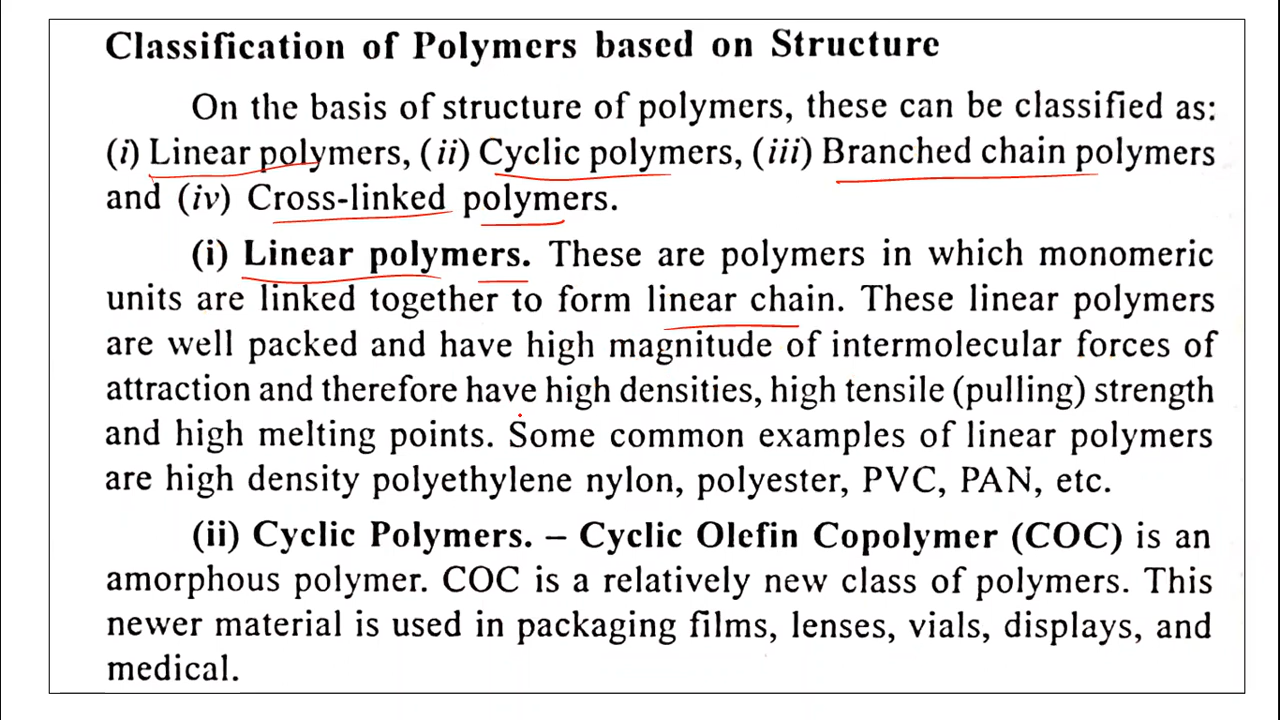 Classification of Polymers based on Structure
On the basis of structure of polymers, these can be classified as:
(i) Linear polymers, (ii) Cyclic polymers, (iii) Branched chain polymers
and (iv) Cross-linked polymers.
(i) Linear polymers. These are polymers in which monomeric
units are linked together to form linear chain. These linear polymers
are well packed and have high magnitude of intermolecular forces of
attraction and therefore have high densities, high tensile (pulling) strength
and high melting points. Some common examples of linear polymers
are high density polyethylene nylon, polyester, PVC, PAN, etc.
(ii) Cyclic Polymers. – Cyclic Olefin Copolymer (COC) is an
amorphous polymer. COC is a relatively new class of polymers. This
newer material is used in packaging films, lenses, vials, displays, and
medical.